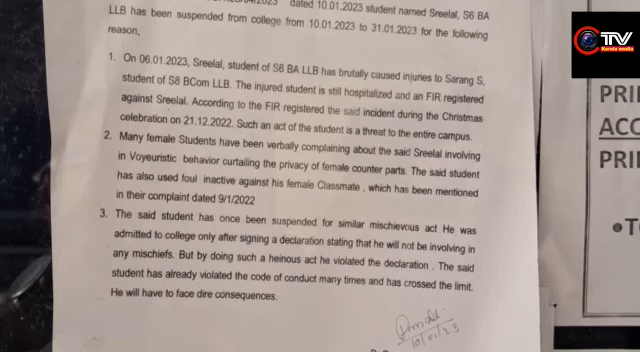 dated 10.01.2023 student named Sreelal, S6 BA
LLB has been suspended from college from 10.01.2023 to 31.01.2023 for the following
reason,
1. On 06.01.2023, Sreelal, student of S6 BA LLB has brutally caused injuries to Sarang S,
student of S8 BCom LLB. The injured student is still hospitalized and an FIR registered
against Sreelal. According to the FIR registered the said incident during the Christmas
celebration on 21.12.2022. Such an act of the student is a threat to the entire campus.
2. Many female Students have been verbally complaining about the said Sreelal involving
in Voyeuristic behavior curtailing the privacy of female counter parts. The said student
has also used foul inactive against his female Classmate , which has been mentioned
in their complaint dated 9/1/2022
3. The said student has once been suspended for similar mischievous act He was
admitted to college only after signing a declaration stating that he will not be involving in
any mischiefs. But by doing such a heinous act he violated the declaration . The said
student has already violated the code of conduct many times and has crossed the limit.
He will have to face dire consequences.
10/01/23
CTV
Kerala media
PRI
ACC
PRI